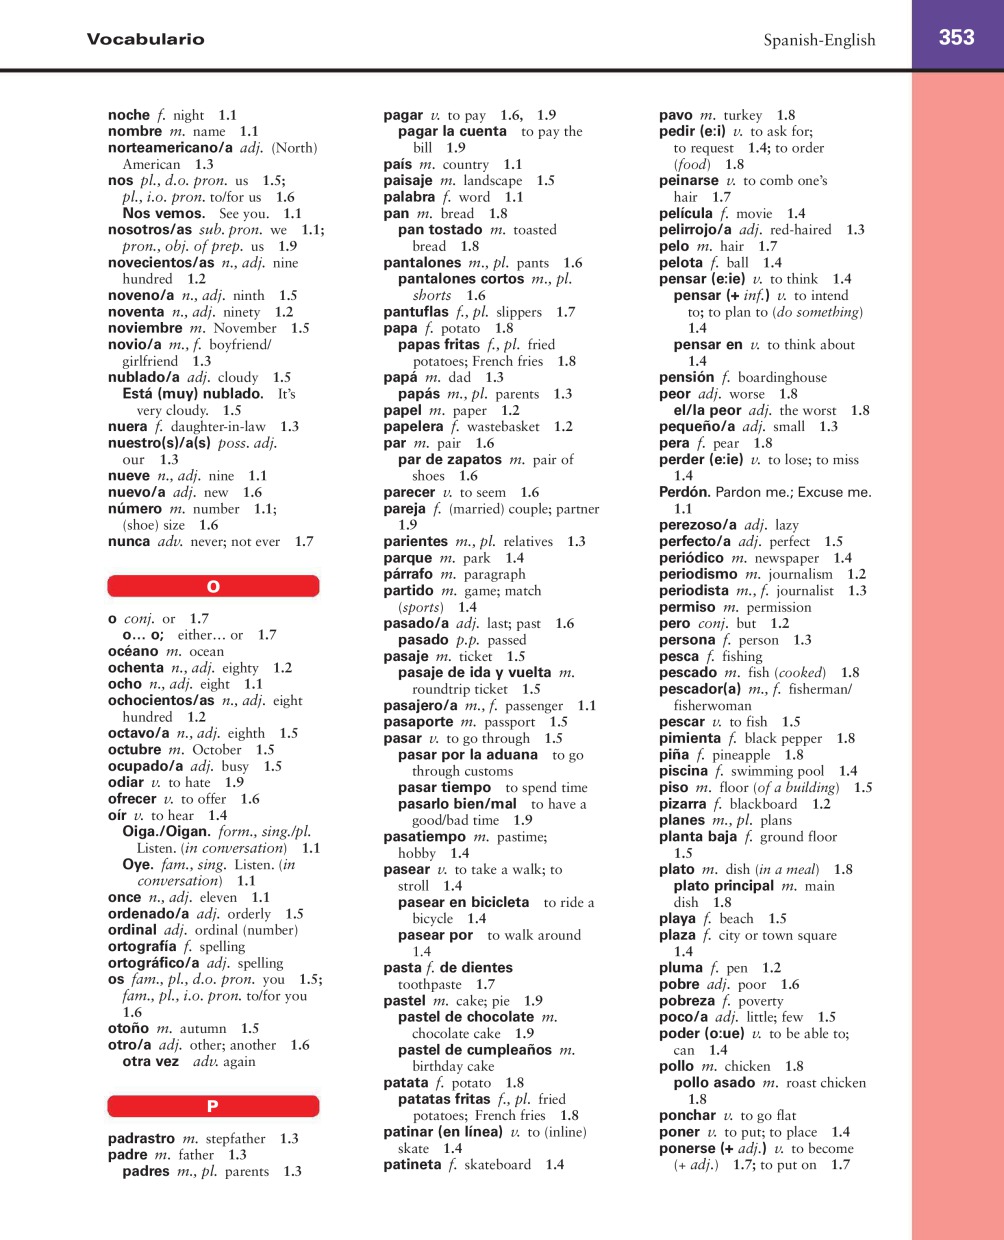 Vocabulario
Spanish-English
353
noche f. night 1.1
nombre m. name 1.1
norteamericano/a adj. (North)
American 1.3
nos pl., d.o. pron. us 1.5;
pl., i.o. pron. to/for us 1.6
Nos vemos. See you. 1.1
nosotros/as sub. pron. we 1.1;
pron., obj. of prep. us 1.9
novecientos/as n., adj. nine
hundred 1.2
noveno/a n., adj. ninth 1.5
noventa n., adj. ninety 1.2
noviembre m. November 1.5
novio/a m., f. boyfriend/
girlfriend 1.3
nublado/a adj. cloudy 1.5
Está (muy) nublado. It's
very cloudy. 1.5
nuera f. daughter-in-law 1.3
nuestro(s)/a(s) poss. adj.
our 1.3
nueve n., adj. nine 1.1
nuevo/a adj. new 1.6
número m. number 1.1;
(shoe) size 1.6
nunca adv. never; not ever 1.7
O
o conj. or 1.7
o... o; either... or 1.7
océano m. ocean
ochenta n., adj. eighty 1.2
ocho n., adj. eight 1.1
ochocientos/as n., adj. eight
hundred 1.2
octavo/a n., adj. eighth 1.5
octubre m. October 1.5
ocupado/a adj. busy 1.5
odiar v. to hate 1.9
ofrecer v. to offer 1.6
oír v. to hear 1.4
Oiga./Oigan. form., sing./pl.
Listen. (in conversation) 1.1
Oye. fam., sing. Listen. (in
conversation) 1.1
once n., adj. eleven 1.1
ordenado/a adj. orderly 1.5
ordinal adj. ordinal (number)
ortografía f. spelling
ortográfico/a adj. spelling
os fam., pl., d.o. pron. you 1.5;
fam., pl., i.o. pron. to/for you
1.6
otoño m. autumn 1.5
otro/a adj. other; another 1.6
otra vez adv. again
P
padrastro m. stepfather 1.3
padre m. father 1.3
padres m., pl. parents 1.3
pagar v. to pay 1.6, 1.9
pagar la cuenta to pay the
bill 1.9
país m. country 1.1
paisaje m. landscape 1.5
palabra f. word 1.1
pan m. bread 1.8
pan tostado m. toasted
bread 1.8
pantalones m., pl. pants 1.6
pantalones cortos m., pl.
shorts 1.6
pantuflas f., pl. slippers 1.7
papa f. potato 1.8
papas fritas f., pl. fried
potatoes; French fries 1.8
papá m. dad 1.3
papás m., pl. parents 1.3
papel m. paper 1.2
papelera f. wastebasket 1.2
par m. pair 1.6
par de zapatos m. pair of
shoes 1.6
parecer v. to seem 1.6
pareja f. (married) couple; partner
1.9
parientes m., pl. relatives 1.3
parque m. park 1.4
párrafo m. paragraph
partido m. game; match
(sports) 1.4
pasado/a adj. last; past 1.6
pasado p.p. passed
pasaje m. ticket 1.5
pasaje de ida y vuelta m.
roundtrip ticket 1.5
pasajero/a m., f. passenger 1.1
pasaporte m. passport 1.5
pasar v. to go through 1.5
pasar por la aduana to go
through customs
pasar tiempo to spend time
pasarlo bien/mal to have a
good/bad time 1.9
pasatiempo m. pastime;
hobby 1.4
pasear v. to take a walk; to
stroll 1.4
pasear en bicicleta to ride a
bicycle 1.4
pasear por to walk around
1.4
pasta f. de dientes
toothpaste 1.7
pastel m. cake; pie 1.9
pastel de chocolate m.
chocolate cake 1.9
pastel de cumpleaños m.
birthday cake
patata f. potato 1.8
patatas fritas f., pl. fried
potatoes; French fries 1.8
patinar (en línea) v. to (inline)
skate 1.4
patineta f. skateboard 1.4
pavo m. turkey 1.8
pedir (e:i) v. to ask for;
to request 1.4; to order
(food) 1.8
peinarse v. to comb one's
hair 1.7
película f. movie 1.4
pelirrojo/a adj. red-haired 1.3
pelo m. hair 1.7
pelota f. ball 1.4
pensar (e:ie) v. to think 1.4
pensar (+ inf.) v. to intend
to; to plan to (do something)
1.4
pensar en v. to think about
1.4
pensión f. boardinghouse
peor adj. worse 1.8
el/la peor adj. the worst 1.8
pequeño/a adj. small 1.3
pera f. pear 1.8
perder (e:ie) v. to lose; to miss
1.4
Perdón. Pardon me.; Excuse me.
1.1
perezoso/a adj. lazy
perfecto/a adj. perfect 1.5
periódico m. newspaper 1.4
periodismo m. journalism 1.2
periodista m., f. journalist 1.3
permiso m. permission
pero conj. but 1.2
persona f. person 1.3
pesca f. fishing
pescado m. fish (cooked) 1.8
pescador(a) m., f. fisherman/
fisherwoman
pescar v. to fish 1.5
pimienta f. black pepper 1.8
piña f. pineapple 1.8
piscina f. swimming pool 1.4
piso m. floor (of a building) 1.5
pizarra f. blackboard 1.2
planes m., pl. plans
planta baja f. ground floor
1.5
plato m. dish (in a meal) 1.8
plato principal m. main
dish 1.8
playa f. beach 1.5
plaza f. city or town square
1.4
pluma f. pen 1.2
pobre adj. poor 1.6
pobreza f. poverty
poco/a adj. little; few 1.5
poder (o:ue) v. to be able to;
can 1.4
pollo m. chicken 1.8
pollo asado m. roast chicken
1.8
ponchar v. to go flat
poner v. to put; to place 1.4
ponerse (+ adj.) v. to become
(+ adj.) 1.7; to put on 1.7